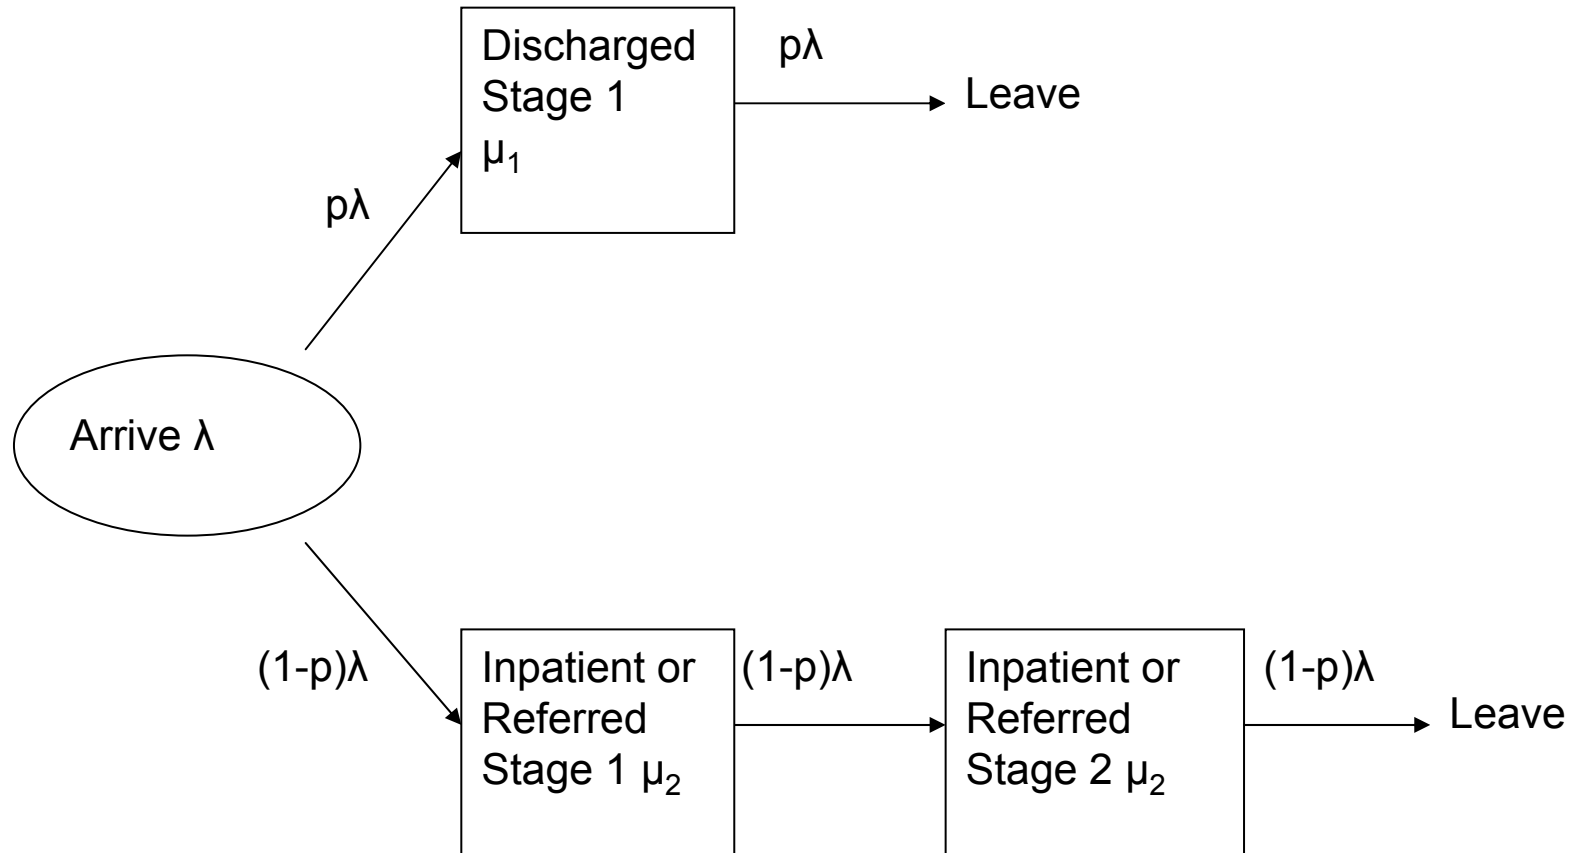 Discharged
Stage 1
μ₁
pλ
Leave
pλ
Arrive λ
(1-p)λ
Inpatient or
Referred
Stage 1 μ₂
(1-p)λ
Inpatient or
Referred
Stage 2 μ₂
(1-p)λ
Leave